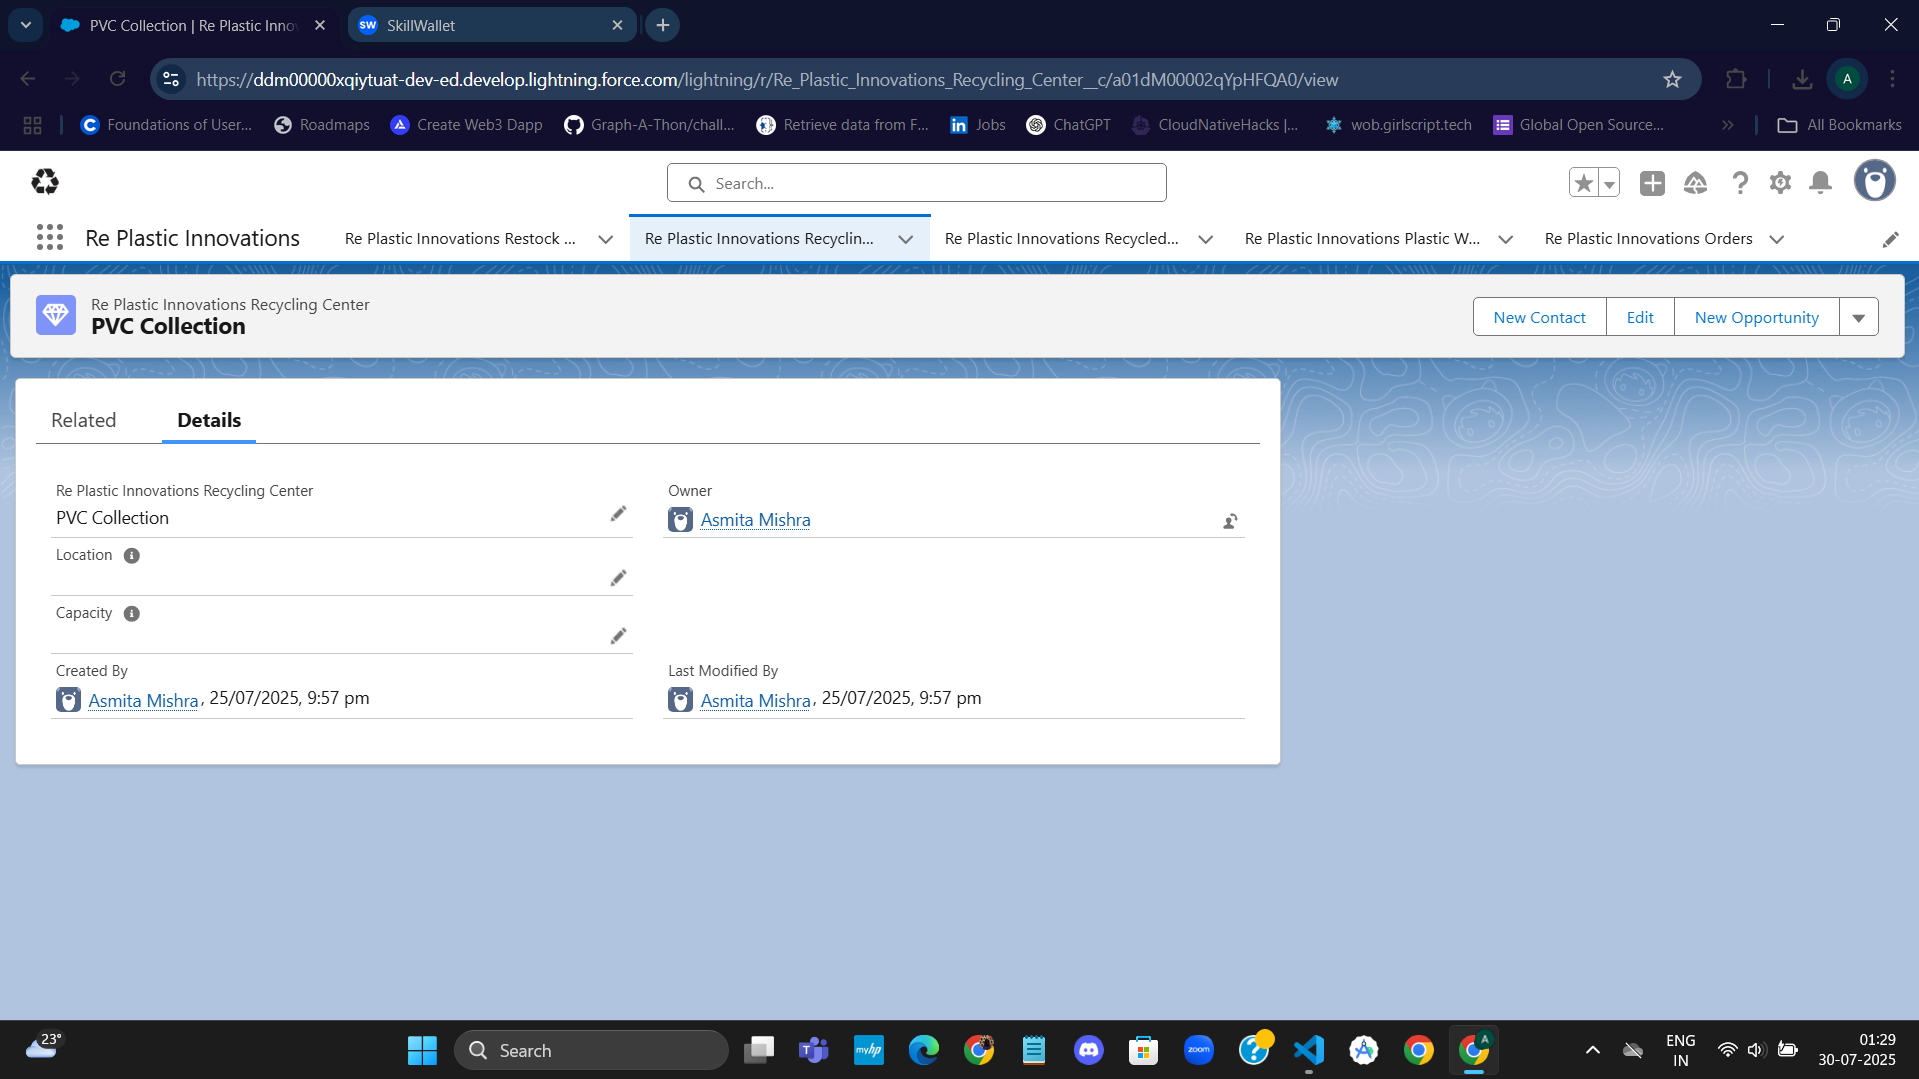 PVC Collection | Re Plastic Inno
SW SkillWallet
https://ddm00000xqiytuat-dev-ed.develop.lightning.force.com/lightning/r/Re_Plastic_Innovations_Recycling_Center__c/a01dM00002qYpHFQA0/view
A
Foundations of User... Roadmaps Create Web3 Dapp Graph-A-Thon/chall... Retrieve data from F... Jobs ChatGPT CloudNativeHacks |... wob.girlscript.tech Global Open Source... » All Bookmarks
Search...
Re Plastic Innovations Re Plastic Innovations Restock ... Re Plastic Innovations Recyclin... Re Plastic Innovations Recycled... Re Plastic Innovations Plastic W... Re Plastic Innovations Orders
Re Plastic Innovations Recycling Center
PVC Collection
New Contact Edit New Opportunity
Related Details
Re Plastic Innovations Recycling Center
PVC Collection
Owner
Asmita Mishra
Location
Capacity
Created By
Asmita Mishra, 25/07/2025, 9:57 pm
Last Modified By
Asmita Mishra, 25/07/2025, 9:57 pm
23°
Search
myhp
zoom
A
ENG
IN
01:29
30-07-2025